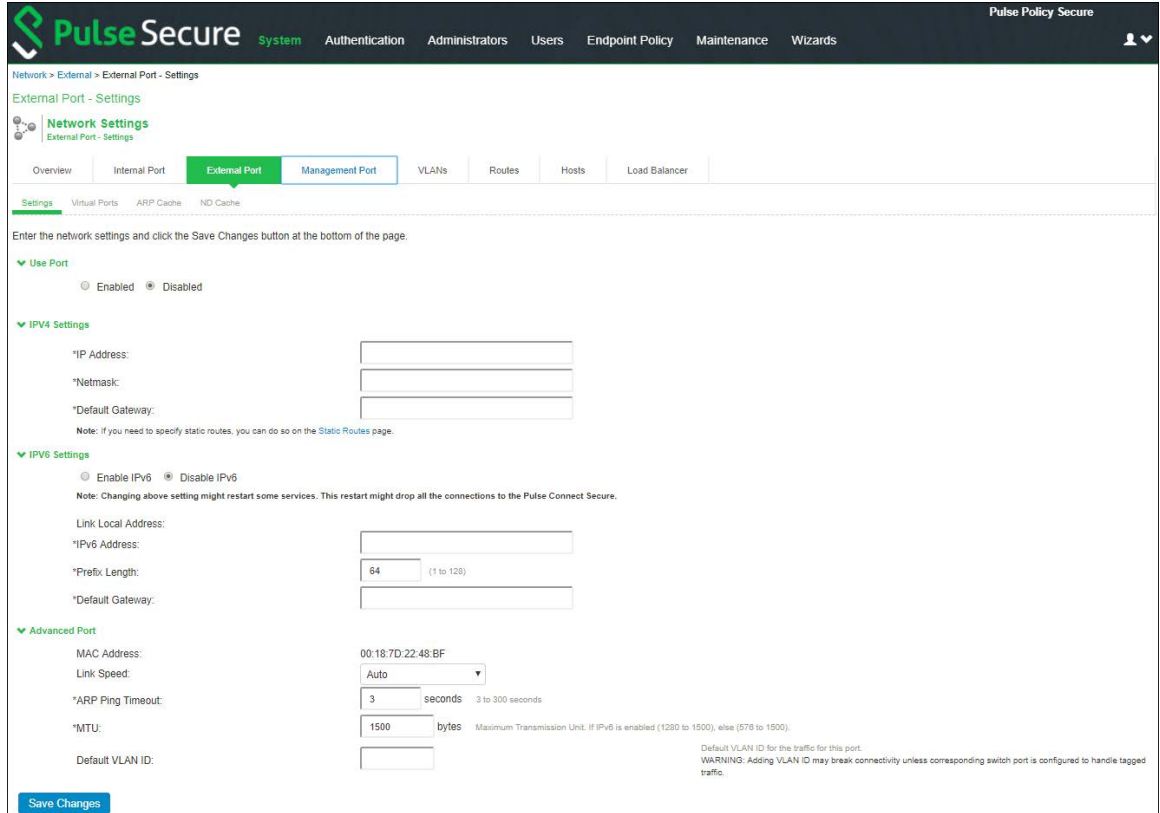 Pulse Policy Secure
Pulse Secure System Authentication Administrators Users Endpoint Policy Maintenance Wizards
Network > External > External Port - Settings
External Port - Settings
Network Settings
External Port - Settings
Overview Internal Port External Port Management Port VLANs Routes Hosts Load Balancer
Settings Virtual Ports ARP Cache ND Cache
Enter the network settings and click the Save Changes button at the bottom of the page.
Use Port
Enabled Disabled
IPV4 Settings
*IP Address:
*Netmask:
*Default Gateway:
Note: If you need to specify static routes, you can do so on the Static Routes page.
IPV6 Settings
Enable IPv6 Disable IPv6
Note: Changing above setting might restart some services. This restart might drop all the connections to the Pulse Connect Secure.
Link Local Address:
*IPv6 Address:
*Prefix Length: 64 (1 to 128)
*Default Gateway:
Advanced Port
MAC Address: 00:18:7D:22:48:BF
Link Speed: Auto
*ARP Ping Timeout: 3 seconds 3 to 300 seconds
*MTU: 1500 bytes Maximum Transmission Unit. If IPv6 is enabled (1280 to 1500), else (576 to 1500).
Default VLAN ID: Default VLAN ID for the traffic for this port.
WARNING: Adding VLAN ID may break connectivity unless corresponding switch port is configured to handle tagged
traffic.
Save Changes